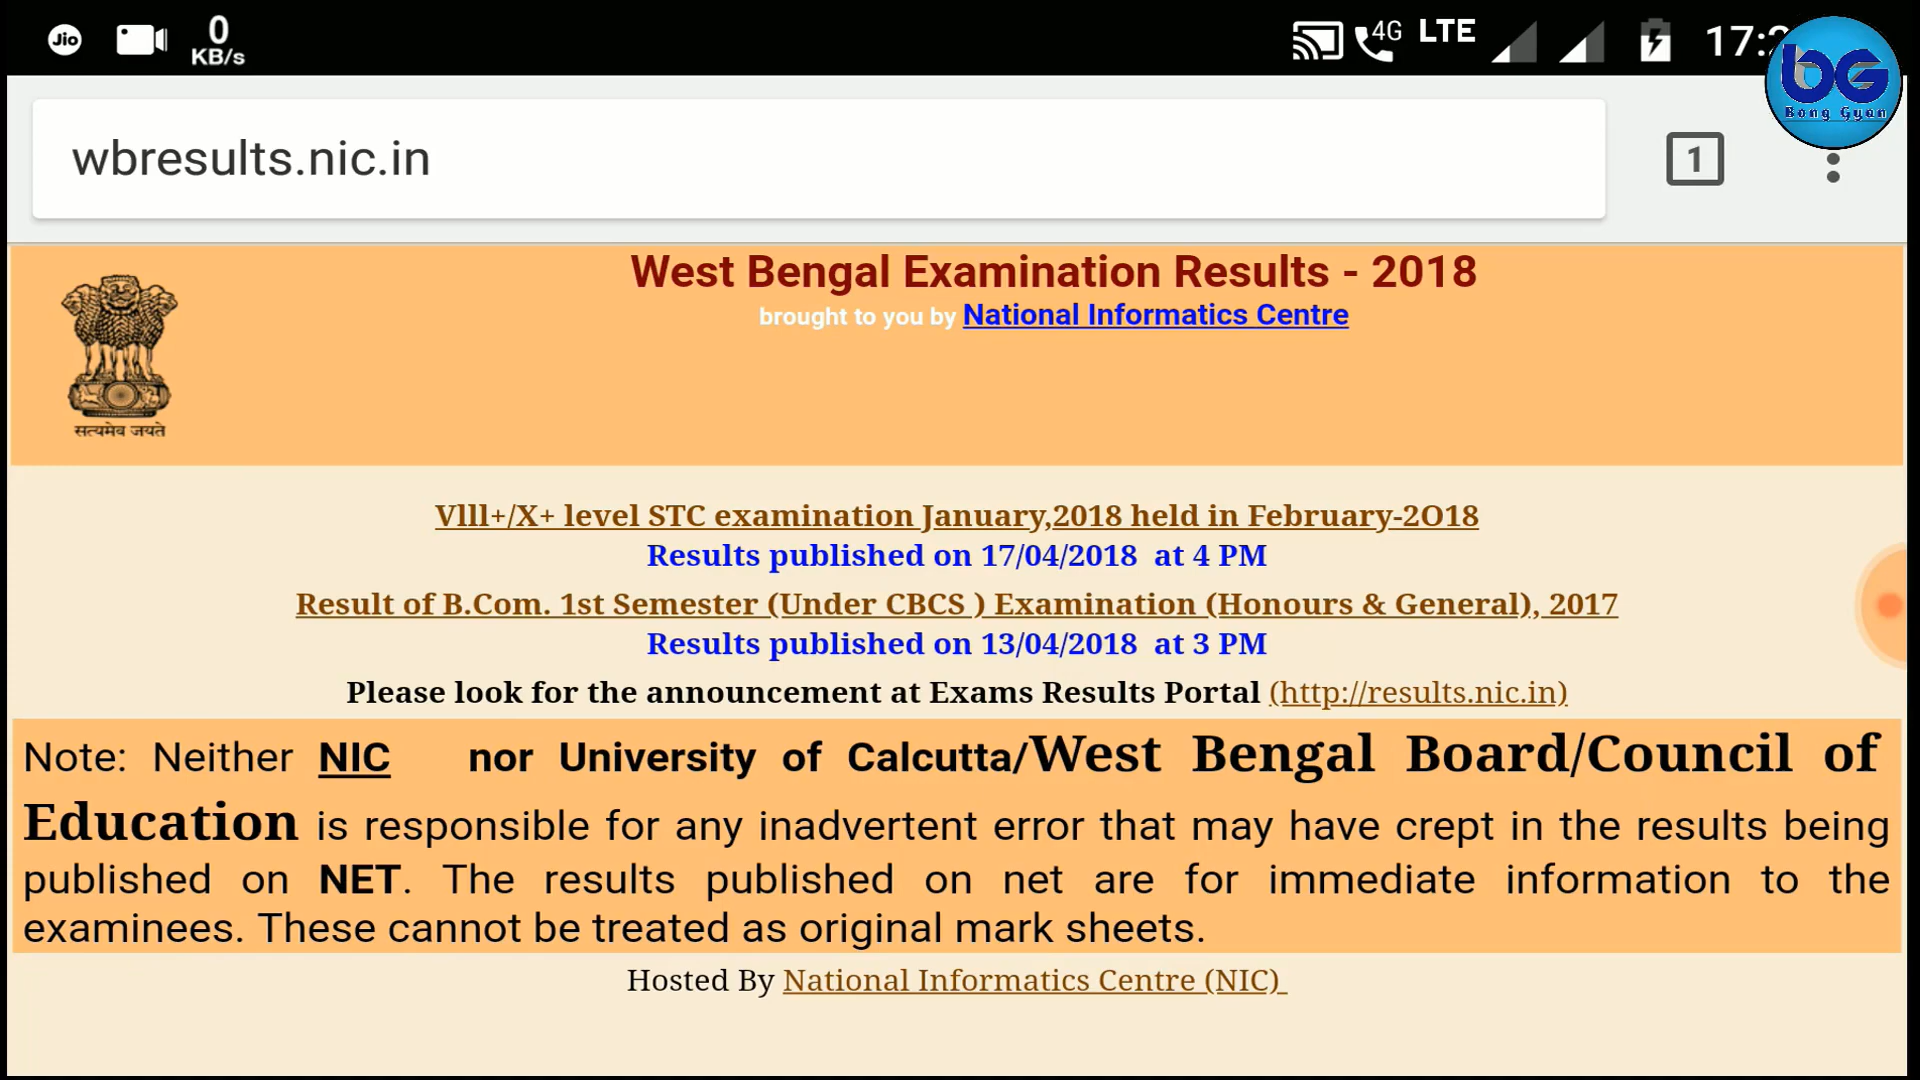 Jio
0
KB/s
4G LTE
17:
bG
Bong Gyan
wbresults.nic.in
1
West Bengal Examination Results - 2018
brought to you by National Informatics Centre
सत्यमेव जयते
Vlll+/X+ level STC examination January,2018 held in February-2O18
Results published on 17/04/2018 at 4 PM
Result of B.Com. 1st Semester (Under CBCS ) Examination (Honours & General), 2017
Results published on 13/04/2018 at 3 PM
Please look for the announcement at Exams Results Portal (http://results.nic.in)
Note: Neither NIC nor University of Calcutta/West Bengal Board/Council of
Education is responsible for any inadvertent error that may have crept in the results being
published on NET. The results published on net are for immediate information to the
examinees. These cannot be treated as original mark sheets.
Hosted By National Informatics Centre (NIC)